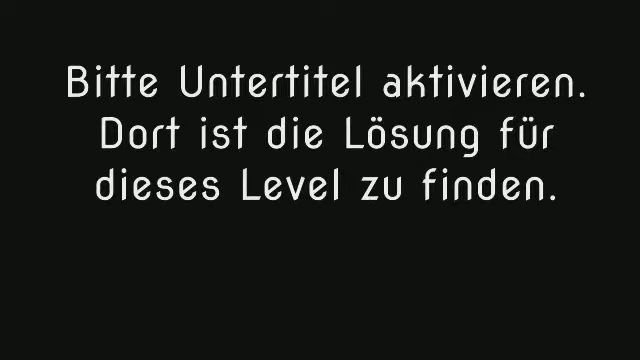 Bitte Untertitel aktivieren.
Dort ist die Lösung für
dieses Level zu finden.